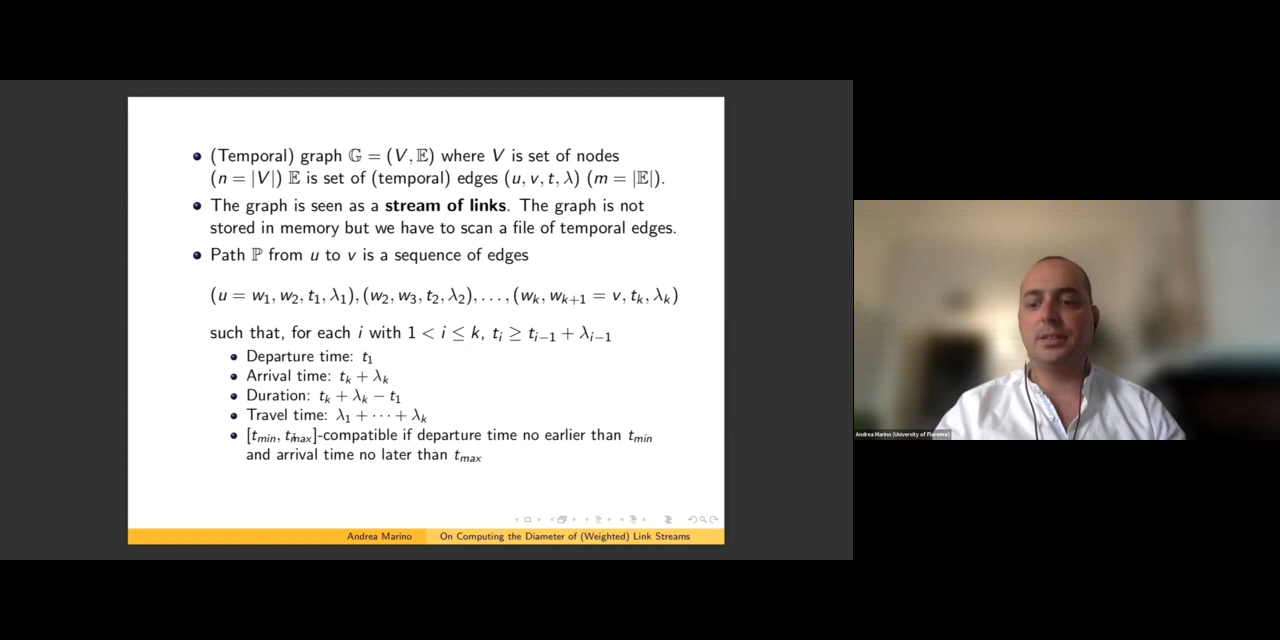 (Temporal) graph 𝔾 = (V, 𝔼) where V is set of nodes
(n = |V|) 𝔼 is set of (temporal) edges (u, v, t, λ) (m = |𝔼|).
The graph is seen as a stream of links. The graph is not
stored in memory but we have to scan a file of temporal edges.
Path ℙ from u to v is a sequence of edges
(u = w₁, w₂, t₁, λ₁), (w₂, w₃, t₂, λ₂), . . . , (wₖ, wₖ₊₁ = v, tₖ, λₖ)
such that, for each i with 1 < i ≤ k, tᵢ ≥ tᵢ₋₁ + λᵢ₋₁
Departure time: t₁
Arrival time: tₖ + λₖ
Duration: tₖ + λₖ − t₁
Travel time: λ₁ + · · · + λₖ
[t_min, t_max]-compatible if departure time no earlier than t_min
and arrival time no later than t_max
Andrea Marino On Computing the Diameter of (Weighted) Link Streams
Andrea Marino (University of Florence)